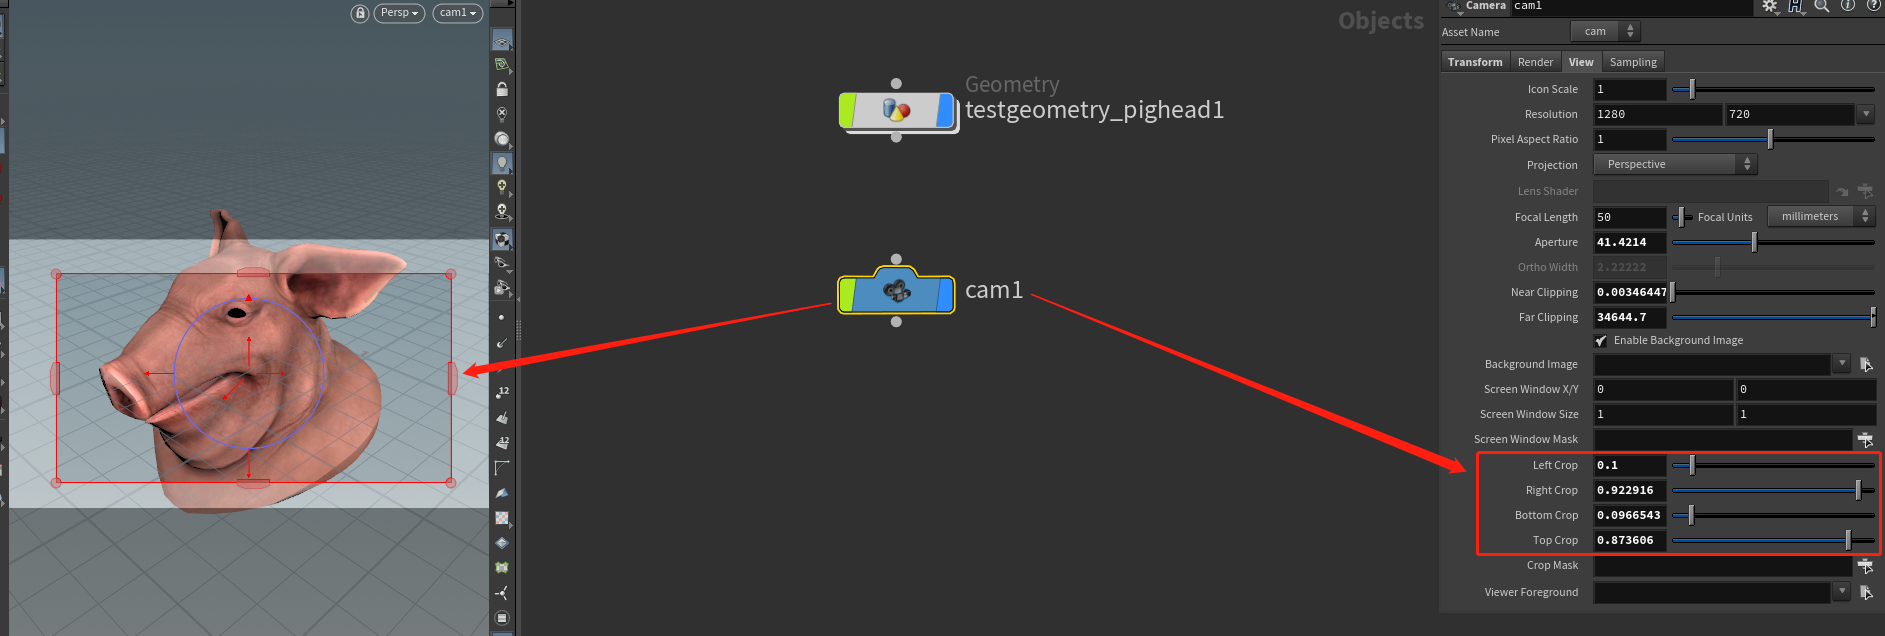 Persp
cam1
Objects
Geometry
testgeometry_pighead1
cam1
12
12
Camera cam1
Asset Name cam
Transform Render View Sampling
Icon Scale 1
Resolution 1280 720
Pixel Aspect Ratio 1
Projection Perspective
Lens Shader
Focal Length 50 Focal Units millimeters
Aperture 41.4214
Ortho Width 2.22222
Near Clipping 0.00346447
Far Clipping 34644.7
Enable Background Image
Background Image
Screen Window X/Y 0 0
Screen Window Size 1 1
Screen Window Mask
Left Crop 0.1
Right Crop 0.922916
Bottom Crop 0.0966543
Top Crop 0.873606
Crop Mask
Viewer Foreground